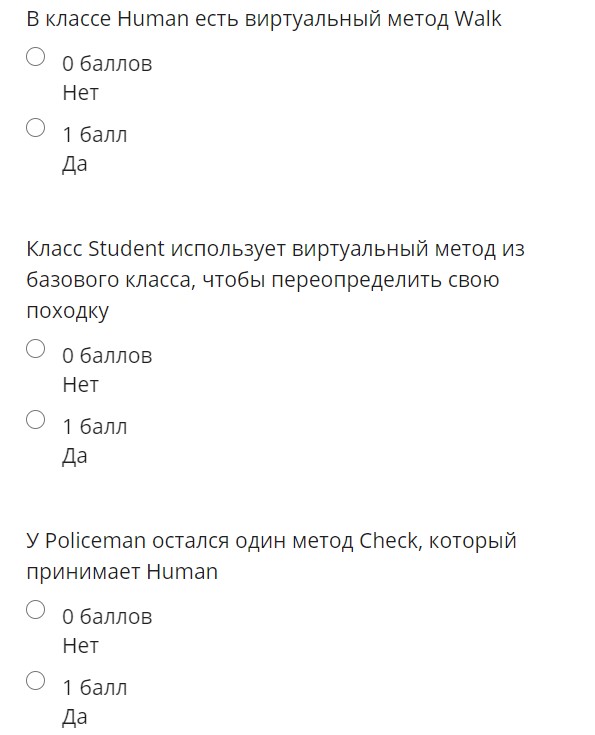 В классе Human есть виртуальный метод Walk
0 баллов
Нет
1 балл
Да
Класс Student использует виртуальный метод из
базового класса, чтобы переопределить свою
походку
0 баллов
Нет
1 балл
Да
У Policeman остался один метод Check, который
принимает Human
0 баллов
Нет
1 балл
Да